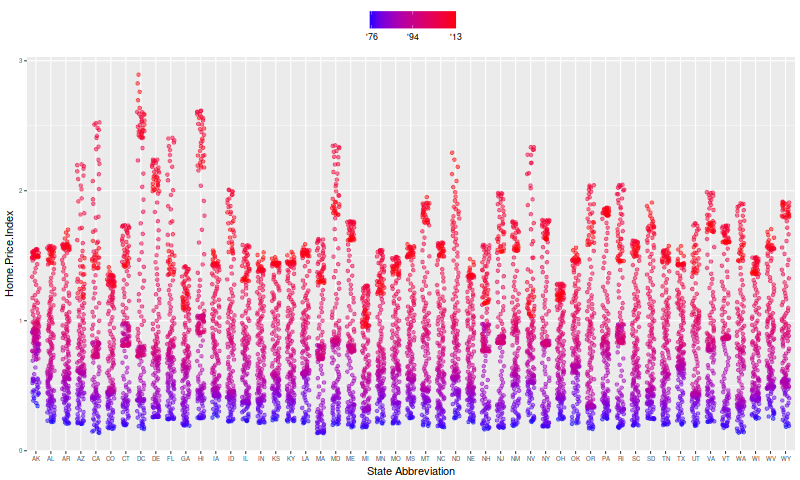 '76 '94 '13
3
2
1
0
Home.Price.Index
AK AL AR AZ CA CO CT DC DE FL GA HI IA ID IL IN KS KY LA MA MD ME MI MN MO MS MT NC ND NE NH NJ NM NV NY OH OK OR PA RI SC SD TN TX UT VA VT WA WI WV WY
State Abbreviation